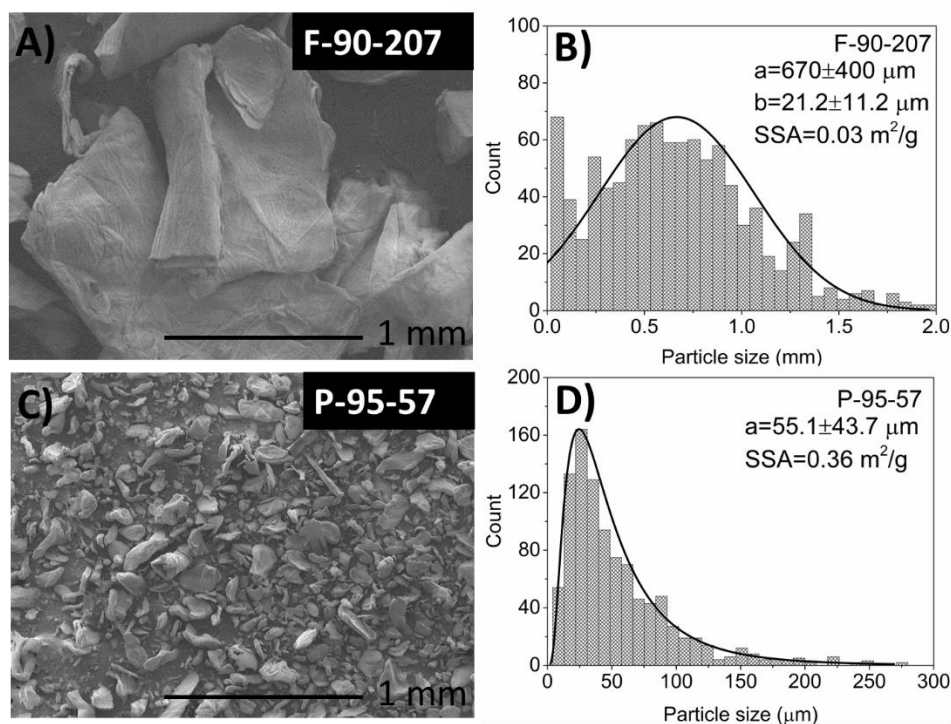 A)
F-90-207
1 mm
B)
F-90-207
a=670±400 μm
b=21.2±11.2 μm
SSA=0.03 m²/g
100
80
60
40
20
0
Count
0.0 0.5 1.0 1.5 2.0
Particle size (mm)
C)
P-95-57
1 mm
D)
P-95-57
a=55.1±43.7 μm
SSA=0.36 m²/g
200
160
120
80
40
0
Count
0 50 100 150 200 250 300
Particle size (μm)